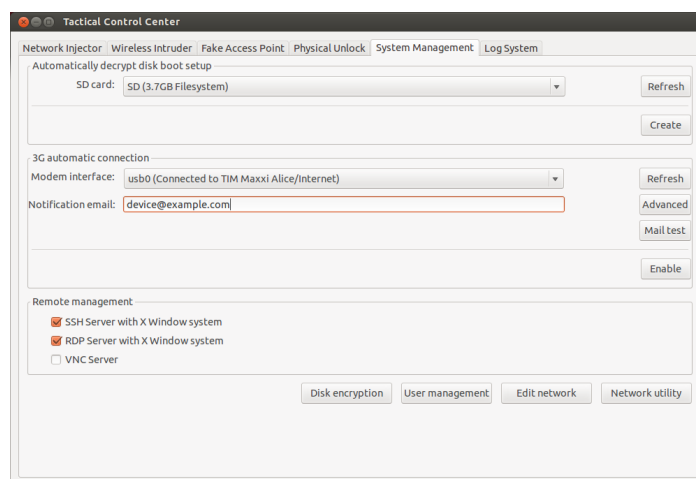 Tactical Control Center
Network Injector Wireless Intruder Fake Access Point Physical Unlock System Management Log System
Automatically decrypt disk boot setup
SD card: SD (3.7GB Filesystem) Refresh
Create
3G automatic connection
Modem interface: usb0 (Connected to TIM Maxxi Alice/Internet) Refresh
Notification email: device@example.com Advanced
Mail test
Enable
Remote management
SSH Server with X Window system
RDP Server with X Window system
VNC Server
Disk encryption User management Edit network Network utility